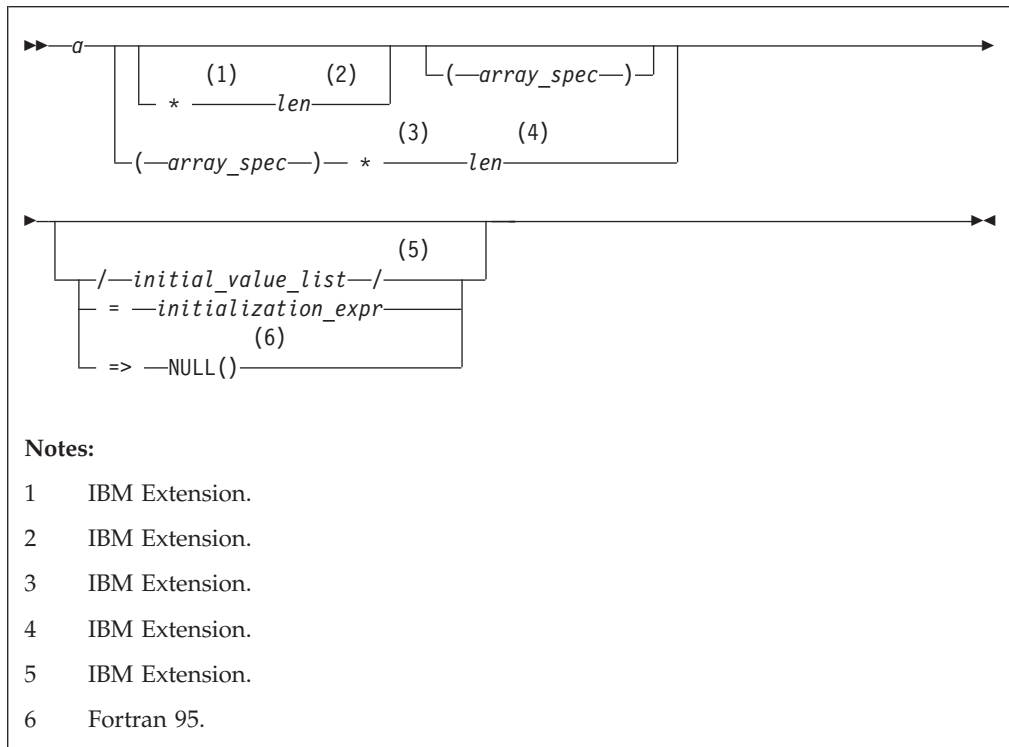 a
(1) (2) ( array_spec )
* len
(3) (4)
( array_spec ) * len
(5)
/ initial_value_list /
= initialization_expr
(6)
=> NULL()
Notes:
1 IBM Extension.
2 IBM Extension.
3 IBM Extension.
4 IBM Extension.
5 IBM Extension.
6 Fortran 95.